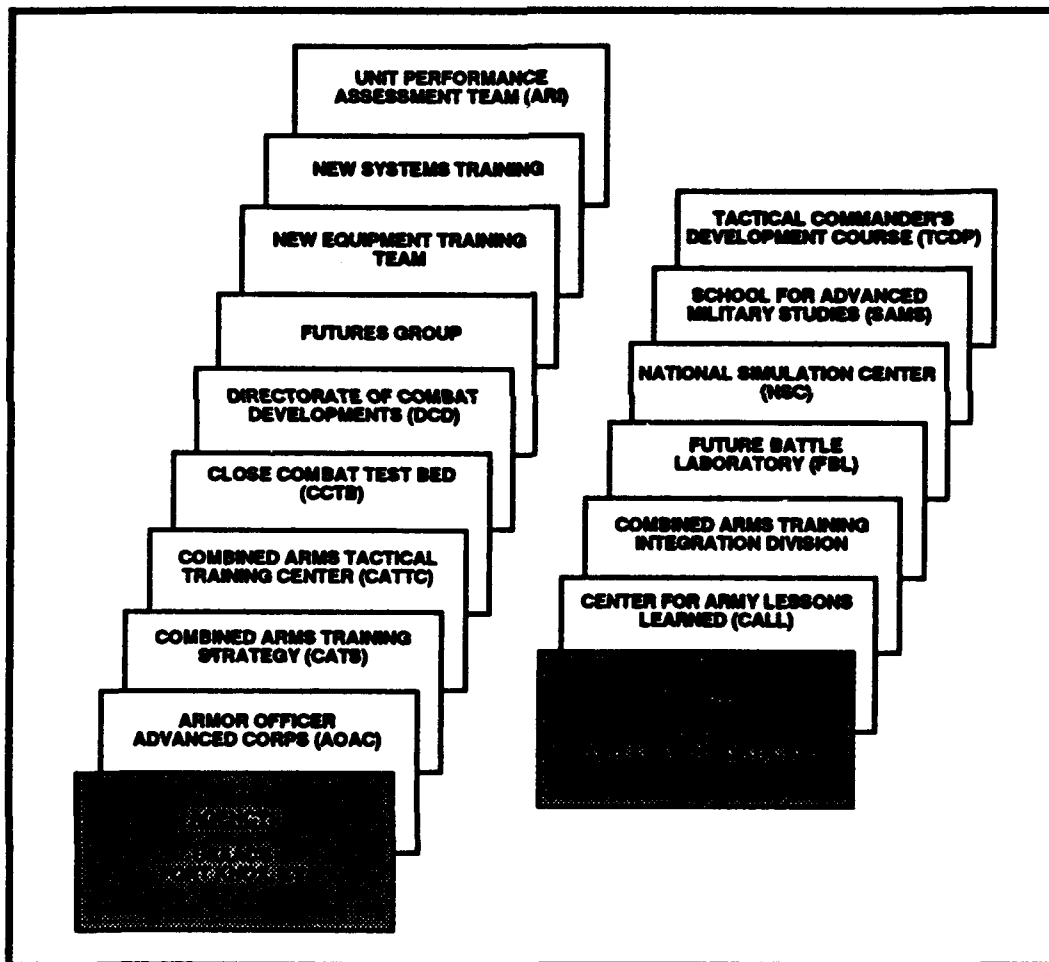 UNIT PERFORMANCE
ASSESSMENT TEAM (ARI)
NEW SYSTEMS TRAINING
NEW EQUIPMENT TRAINING
TEAM
FUTURES GROUP
DIRECTORATE OF COMBAT
DEVELOPMENTS (DCD)
CLOSE COMBAT TEST BED
(CCTB)
COMBINED ARMS TACTICAL
TRAINING CENTER (CATTC)
COMBINED ARMS TRAINING
STRATEGY (CATS)
ARMOR OFFICER
ADVANCED CORPS (AOAC)
TACTICAL COMMANDER'S
DEVELOPMENT COURSE (TCDP)
SCHOOL FOR ADVANCED
MILITARY STUDIES (SAMS)
NATIONAL SIMULATION CENTER
(NSC)
FUTURE BATTLE
LABORATORY (FBL)
COMBINED ARMS TRAINING
INTEGRATION DIVISION
CENTER FOR ARMY LESSONS
LEARNED (CALL)